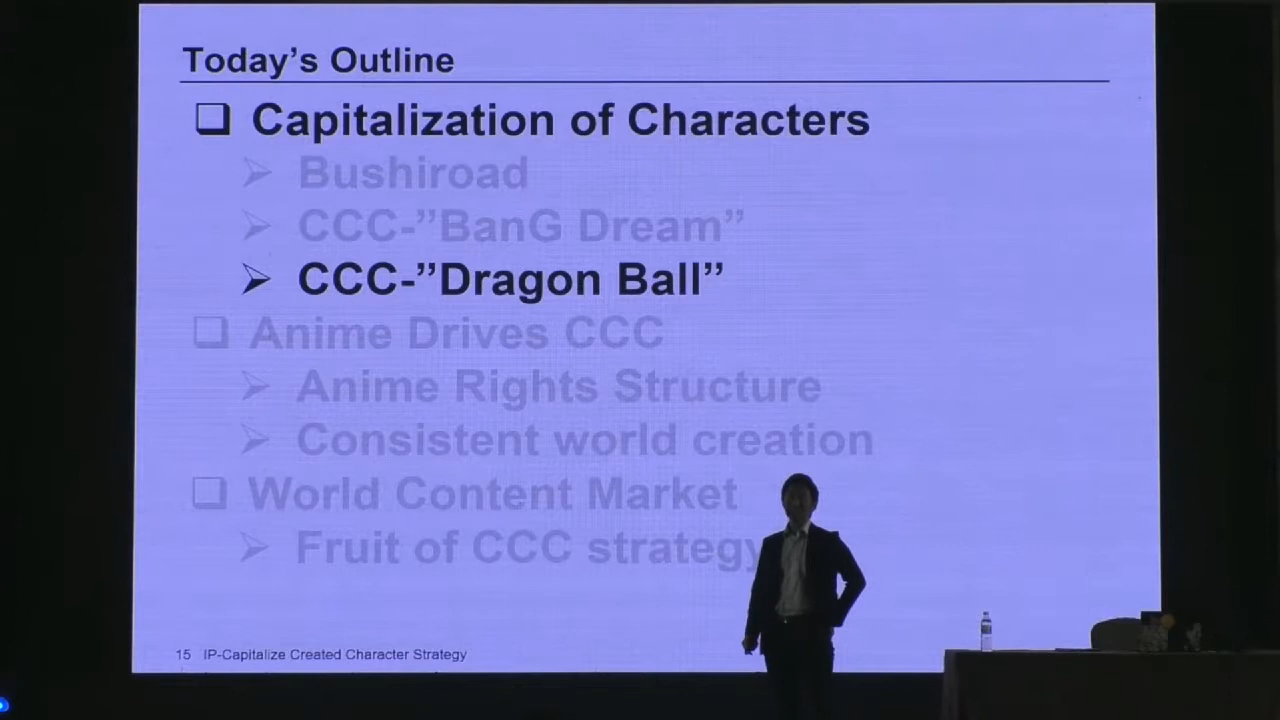 Today's Outline
❑ Capitalization of Characters
➢ Bushiroad
➢ CCC-"BanG Dream"
➢ CCC-"Dragon Ball"
❑ Anime Drives CCC
➢ Anime Rights Structure
➢ Consistent world creation
❑ World Content Market
➢ Fruit of CCC strategy
15 IP-Capitalize Created Character Strategy